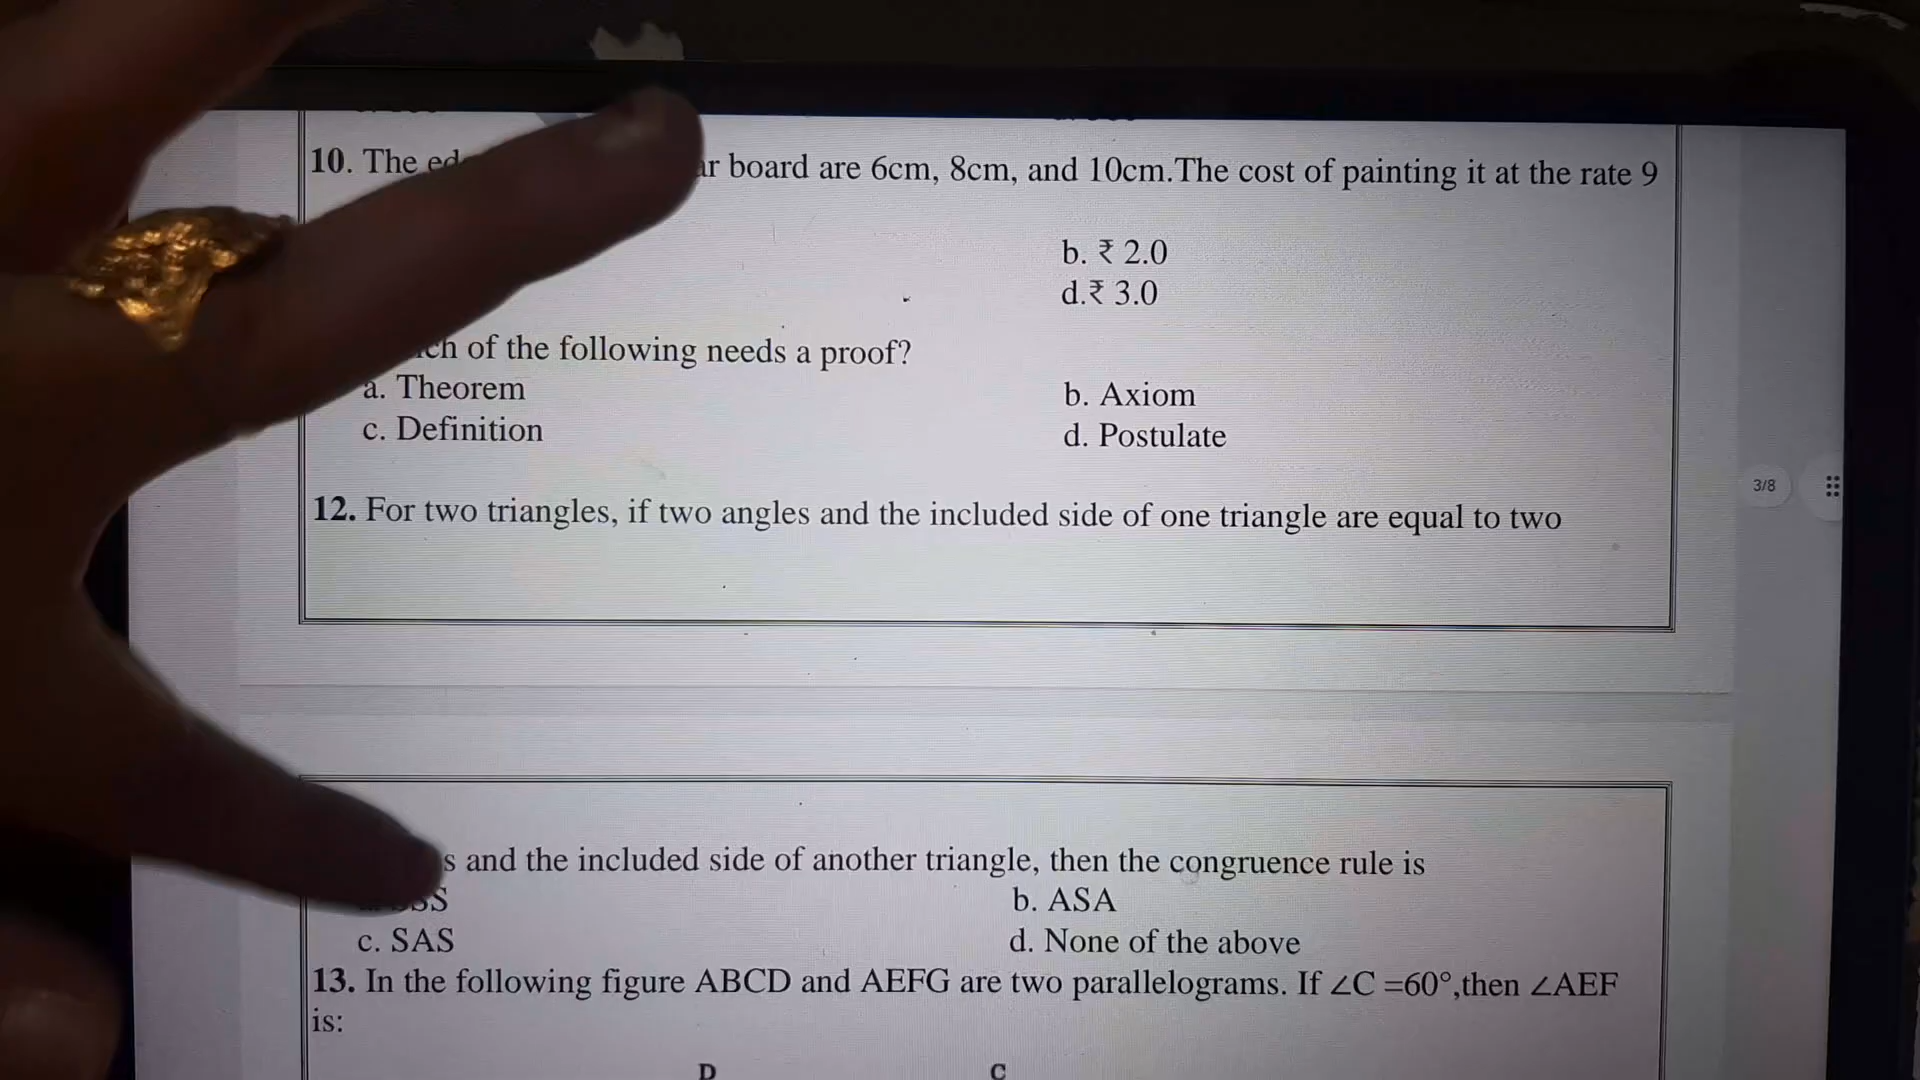 10. The board are 6cm, 8cm, and 10cm.The cost of painting it at the rate 9
b. ₹ 2.0
d.₹ 3.0
of the following needs a proof?
a. Theorem
b. Axiom
c. Definition
d. Postulate
12. For two triangles, if two angles and the included side of one triangle are equal to two
3/8
and the included side of another triangle, then the congruence rule is
b. ASA
c. SAS
d. None of the above
13. In the following figure ABCD and AEFG are two parallelograms. If ∠C =60°,then ∠AEF
is:
D
C